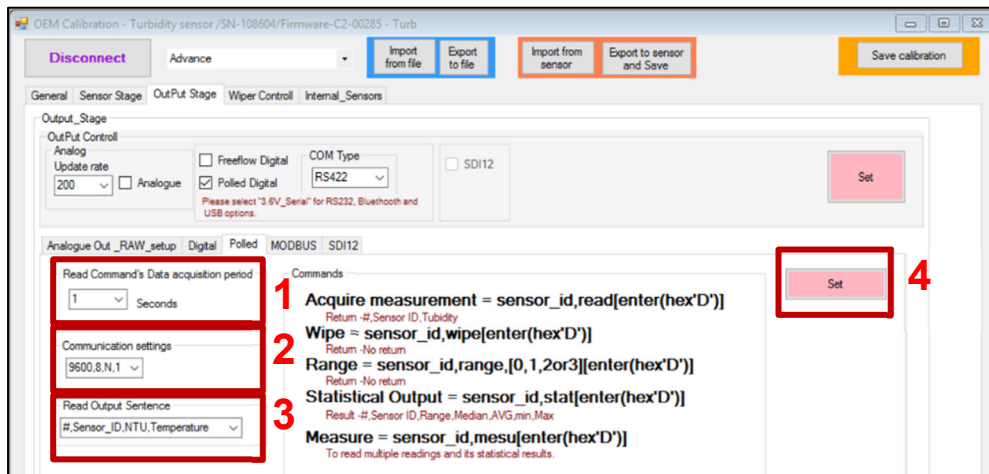 OEM Calibration - Turbidity sensor /SN-108604/Firmware-C2-00285 - Turb
Disconnect
Advance
Import from file
Export to file
Import from sensor
Export to sensor and Save
Save calibration
General Sensor Stage OutPut Stage Wiper Controll Internal_Sensors
Output_Stage
OutPut Controll
Analog
Update rate
200
Analogue
Freeflow Digital
Polled Digital
COM Type
RS422
Please select "3.6V_Serial" for RS232, Bluethooth and
USB options.
SDI12
Set
Analogue Out _RAW_setup Digital Polled MODBUS SDI12
Read Command's Data acquisition period
1 Seconds
1
Communication settings
9600,8,N,1
2
Read Output Sentence
#,Sensor_ID,NTU,Temperature
3
Commands
Acquire measurement = sensor_id,read[enter(hex'D')]
Return -#,Sensor ID,Tubidity
Wipe = sensor_id,wipe[enter(hex'D')]
Return -No return
Range = sensor_id,range,[0,1,2or3][enter(hex'D')]
Return -No return
Statistical Output = sensor_id,stat[enter(hex'D')]
Result -#,Sensor ID,Range,Median,AVG,min,Max
Measure = sensor_id,mesu[enter(hex'D')]
To read multiple readings and its statistical results.
Set
4